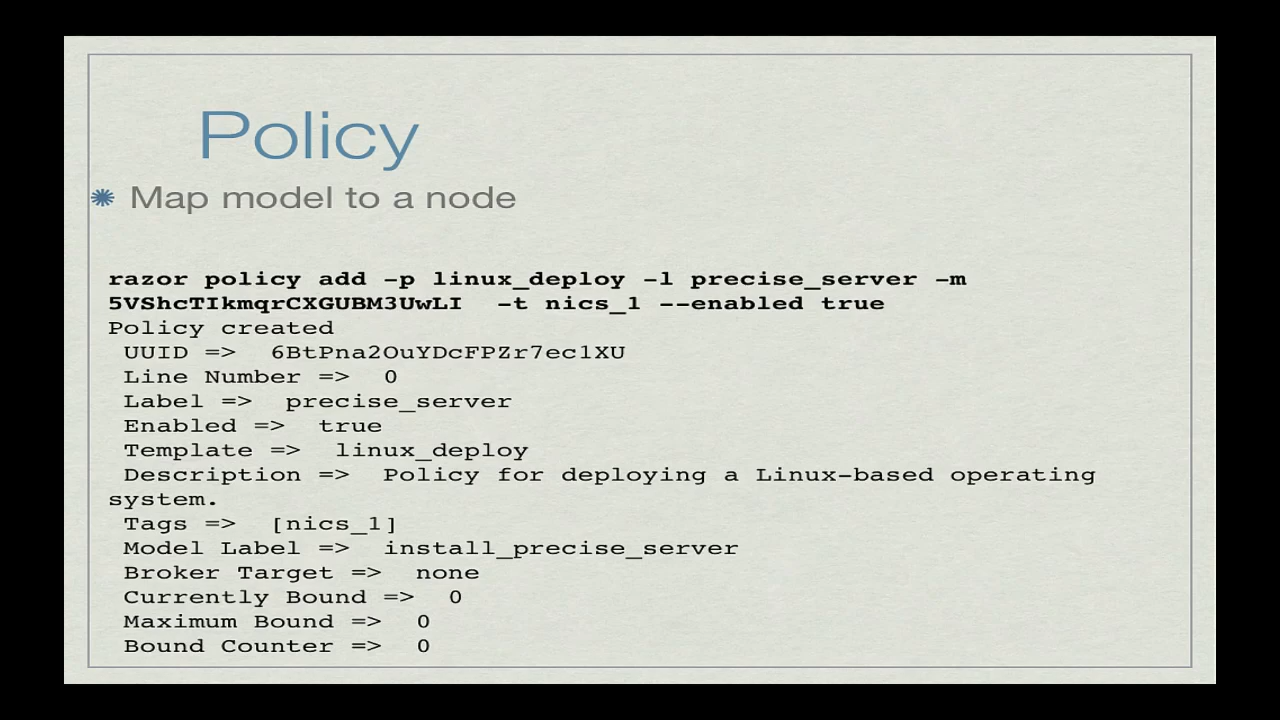 Policy
Map model to a node
razor policy add -p linux_deploy -l precise_server -m
5VShcTIkmqrCXGUBM3UwLI  -t nics_1 --enabled true
Policy created
UUID =>  6BtPna2OuYDcFPZr7ec1XU
Line Number =>  0
Label =>  precise_server
Enabled =>  true
Template =>  linux_deploy
Description =>  Policy for deploying a Linux-based operating
system.
Tags =>  [nics_1]
Model Label =>  install_precise_server
Broker Target =>  none
Currently Bound =>  0
Maximum Bound =>  0
Bound Counter =>  0